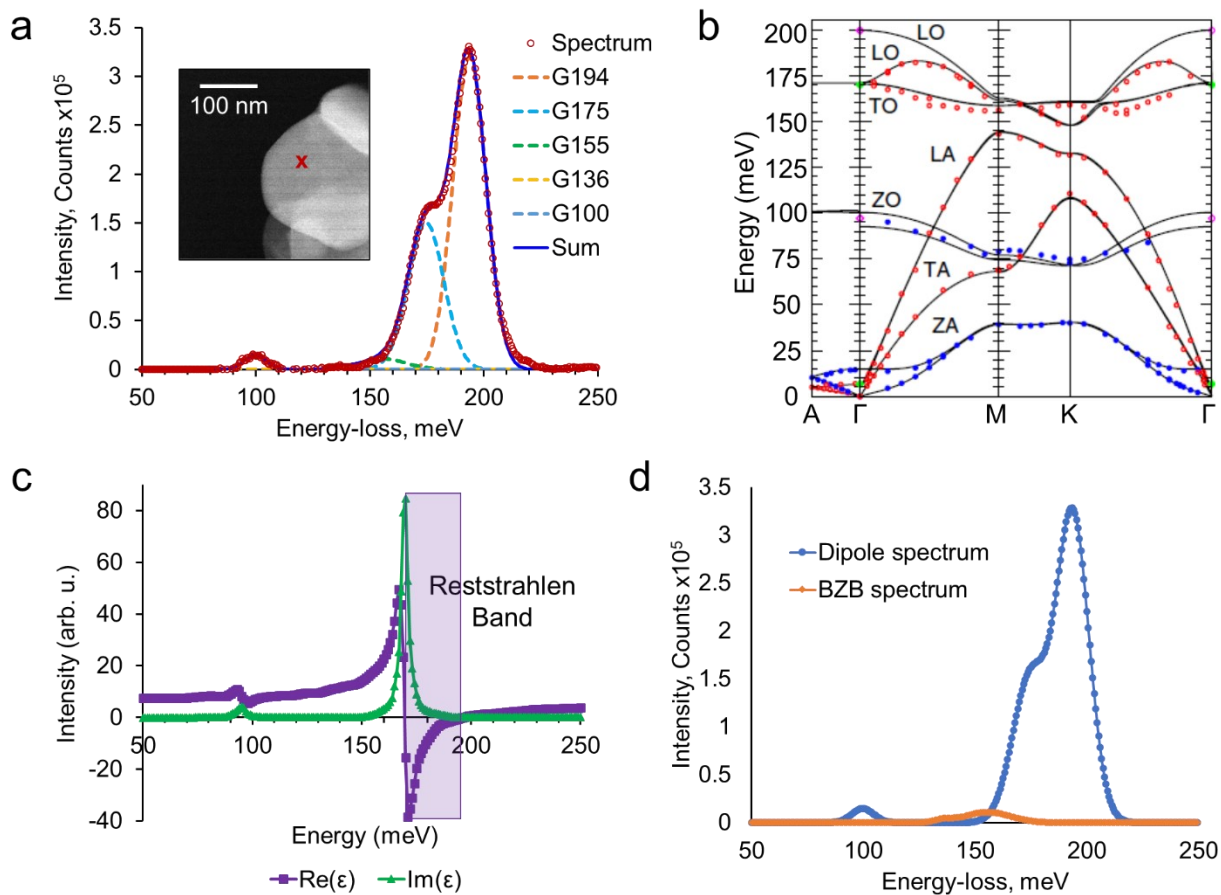 a
Intensity, Counts x10⁵
3.5
3
2.5
2
1.5
1
0.5
0
50 100 150 200 250
Energy-loss, meV
100 nm
x
Spectrum
G194
G175
G155
G136
G100
Sum
b
Energy (meV)
200
175
150
125
100
75
50
25
0
A Γ M K Γ
LO
LO
LO
TO
LA
ZO
TA
ZA
c
Intensity (arb. u.)
80
60
40
20
0
-20
-40
50 100 150 200 250
Reststrahlen
Band
Energy (meV)
Re(ε) Im(ε)
d
Intensity, Counts x10⁵
3.5
3
2.5
2
1.5
1
0.5
0
50 100 150 200 250
Energy-loss, meV
Dipole spectrum
BZB spectrum